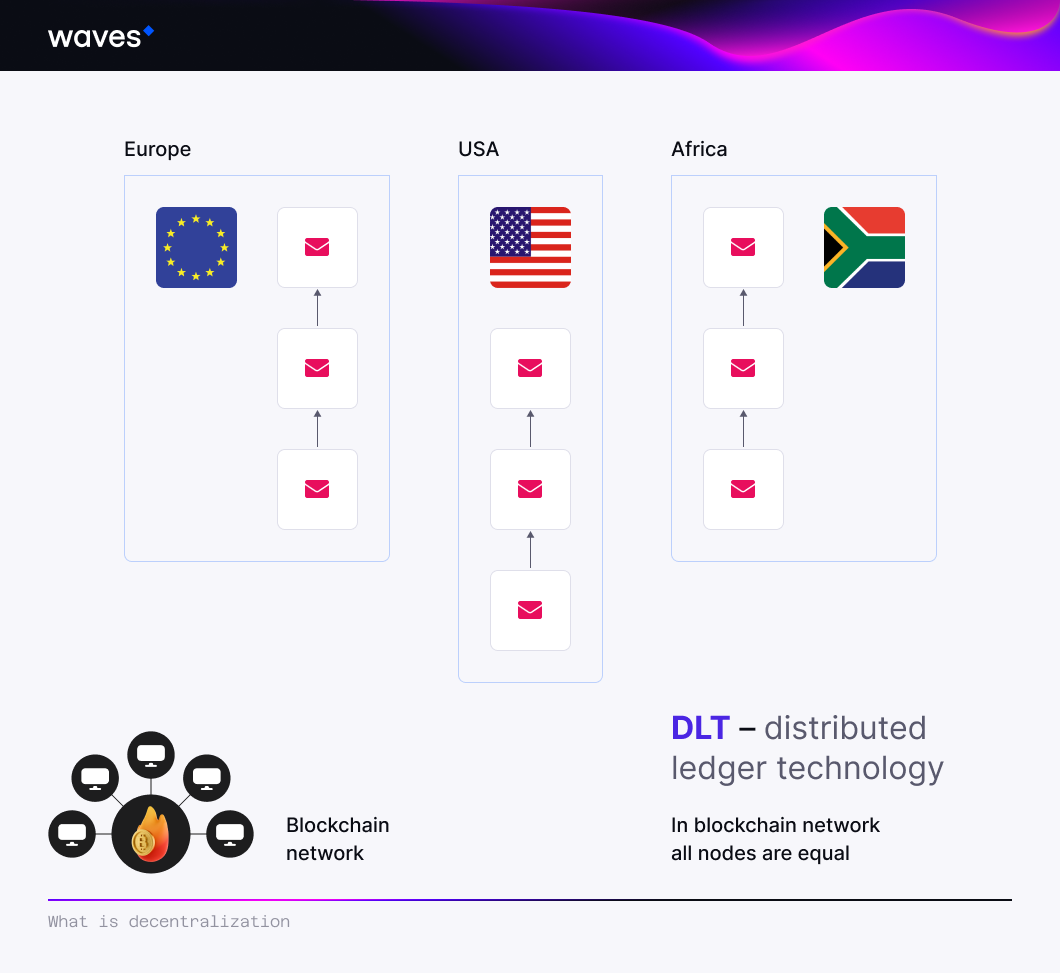 waves
Europe
USA
Africa
DLT – distributed
ledger technology
Blockchain
network
In blockchain network
all nodes are equal
What is decentralization